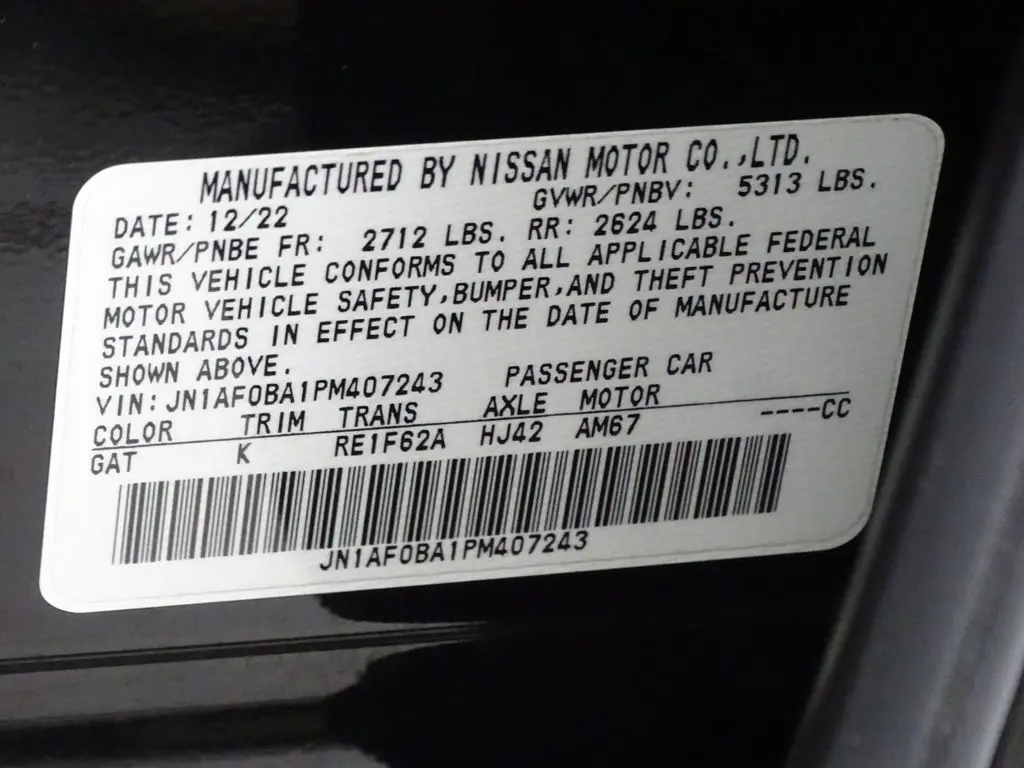 MANUFACTURED BY NISSAN MOTOR CO.,LTD.
DATE: 12/22 GVWR/PNBV: 5313 LBS.
GAWR/PNBE FR: 2712 LBS. RR: 2624 LBS.
THIS VEHICLE CONFORMS TO ALL APPLICABLE FEDERAL
MOTOR VEHICLE SAFETY,BUMPER,AND THEFT PREVENTION
STANDARDS IN EFFECT ON THE DATE OF MANUFACTURE
SHOWN ABOVE.
VIN: JN1AF0BA1PM407243 PASSENGER CAR
COLOR TRIM TRANS AXLE MOTOR
GAT K RE1F62A HJ42 AM67 ----CC
JN1AF0BA1PM407243